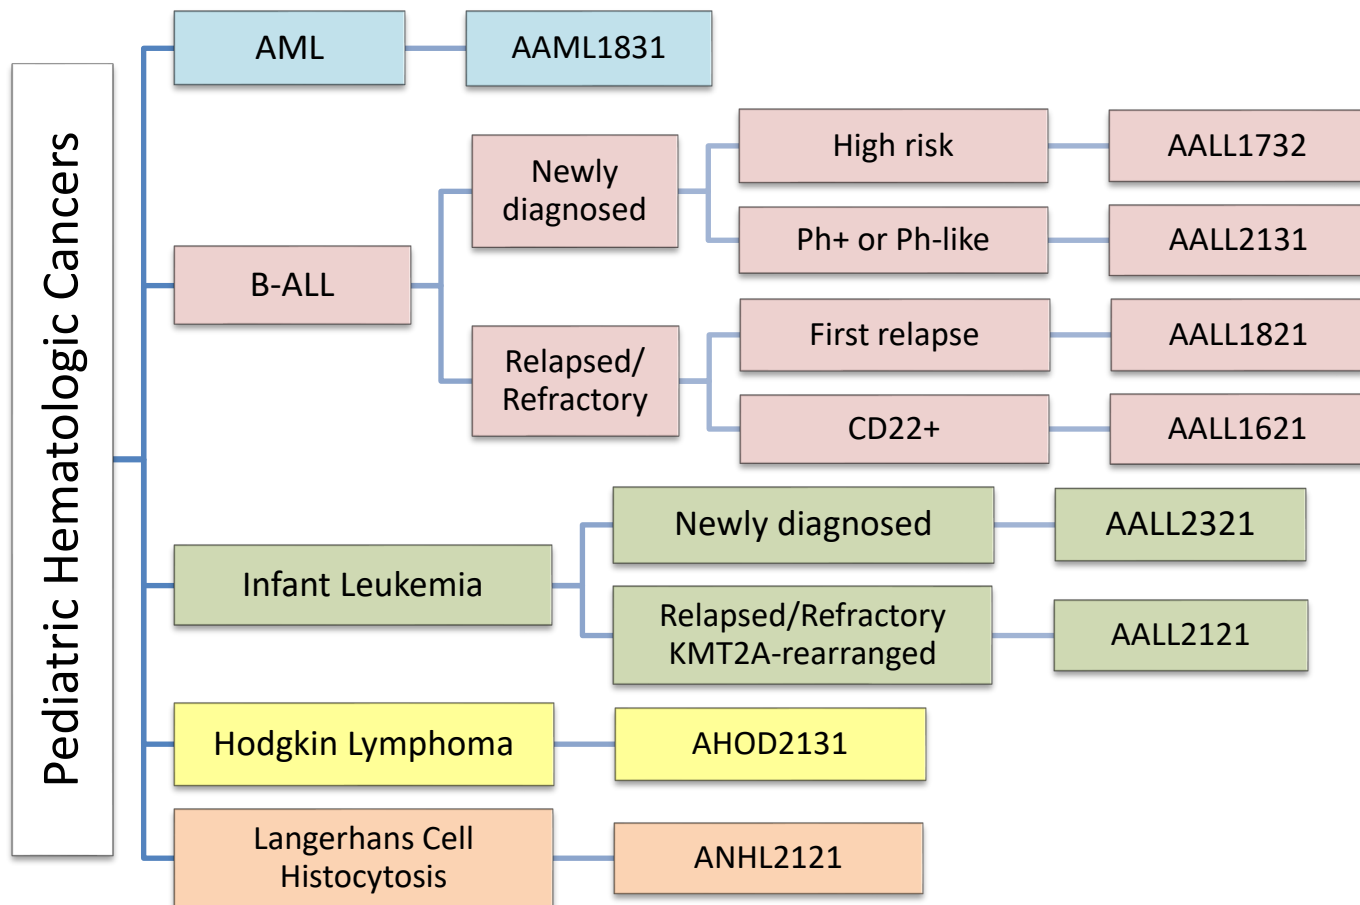 Pediatric Hematologic Cancers
AML
AAML1831
B-ALL
Newly
diagnosed
High risk
AALL1732
Ph+ or Ph-like
AALL2131
Relapsed/
Refractory
First relapse
AALL1821
CD22+
AALL1621
Infant Leukemia
Newly diagnosed
AALL2321
Relapsed/Refractory
KMT2A-rearranged
AALL2121
Hodgkin Lymphoma
AHOD2131
Langerhans Cell
Histocytosis
ANHL2121